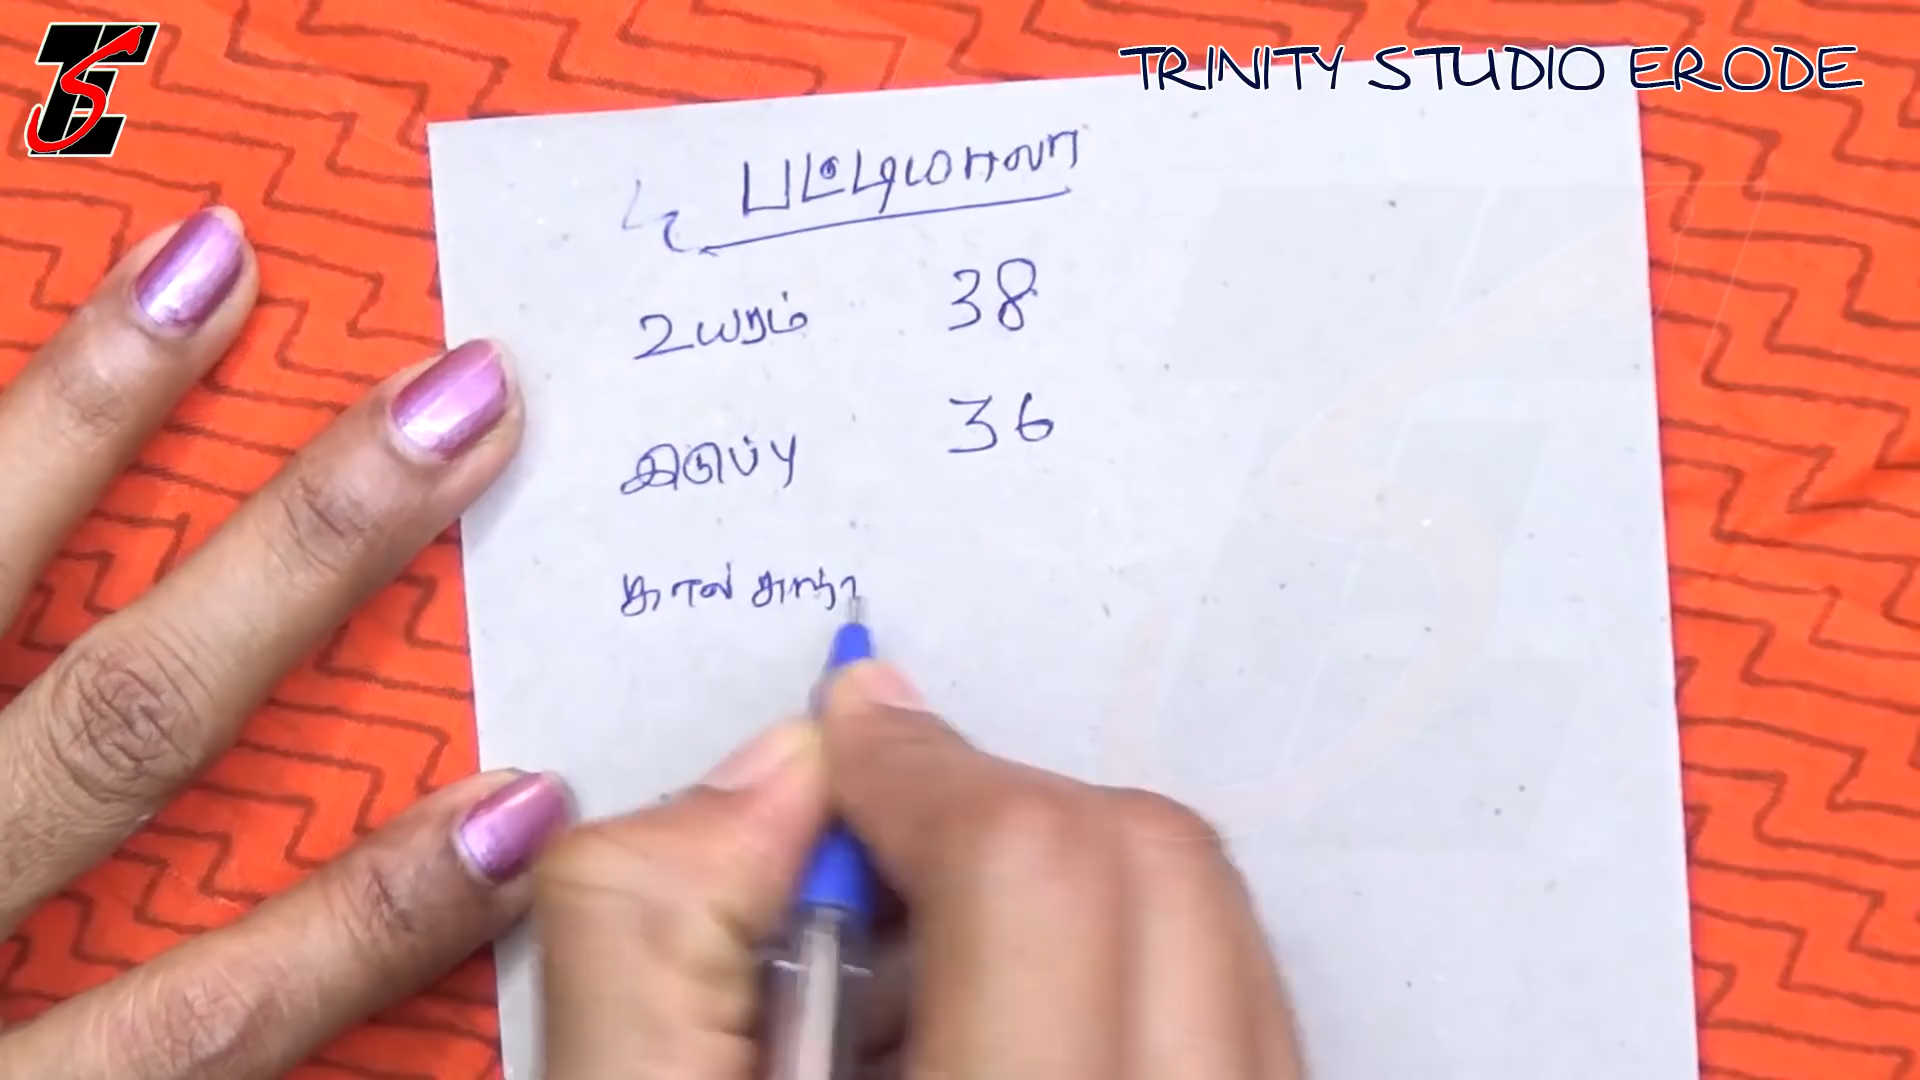 TRINITY STUDIO ERODE
பட்டியாலா
உயரம் 38
இடுப்பு 36
கால் சுற்